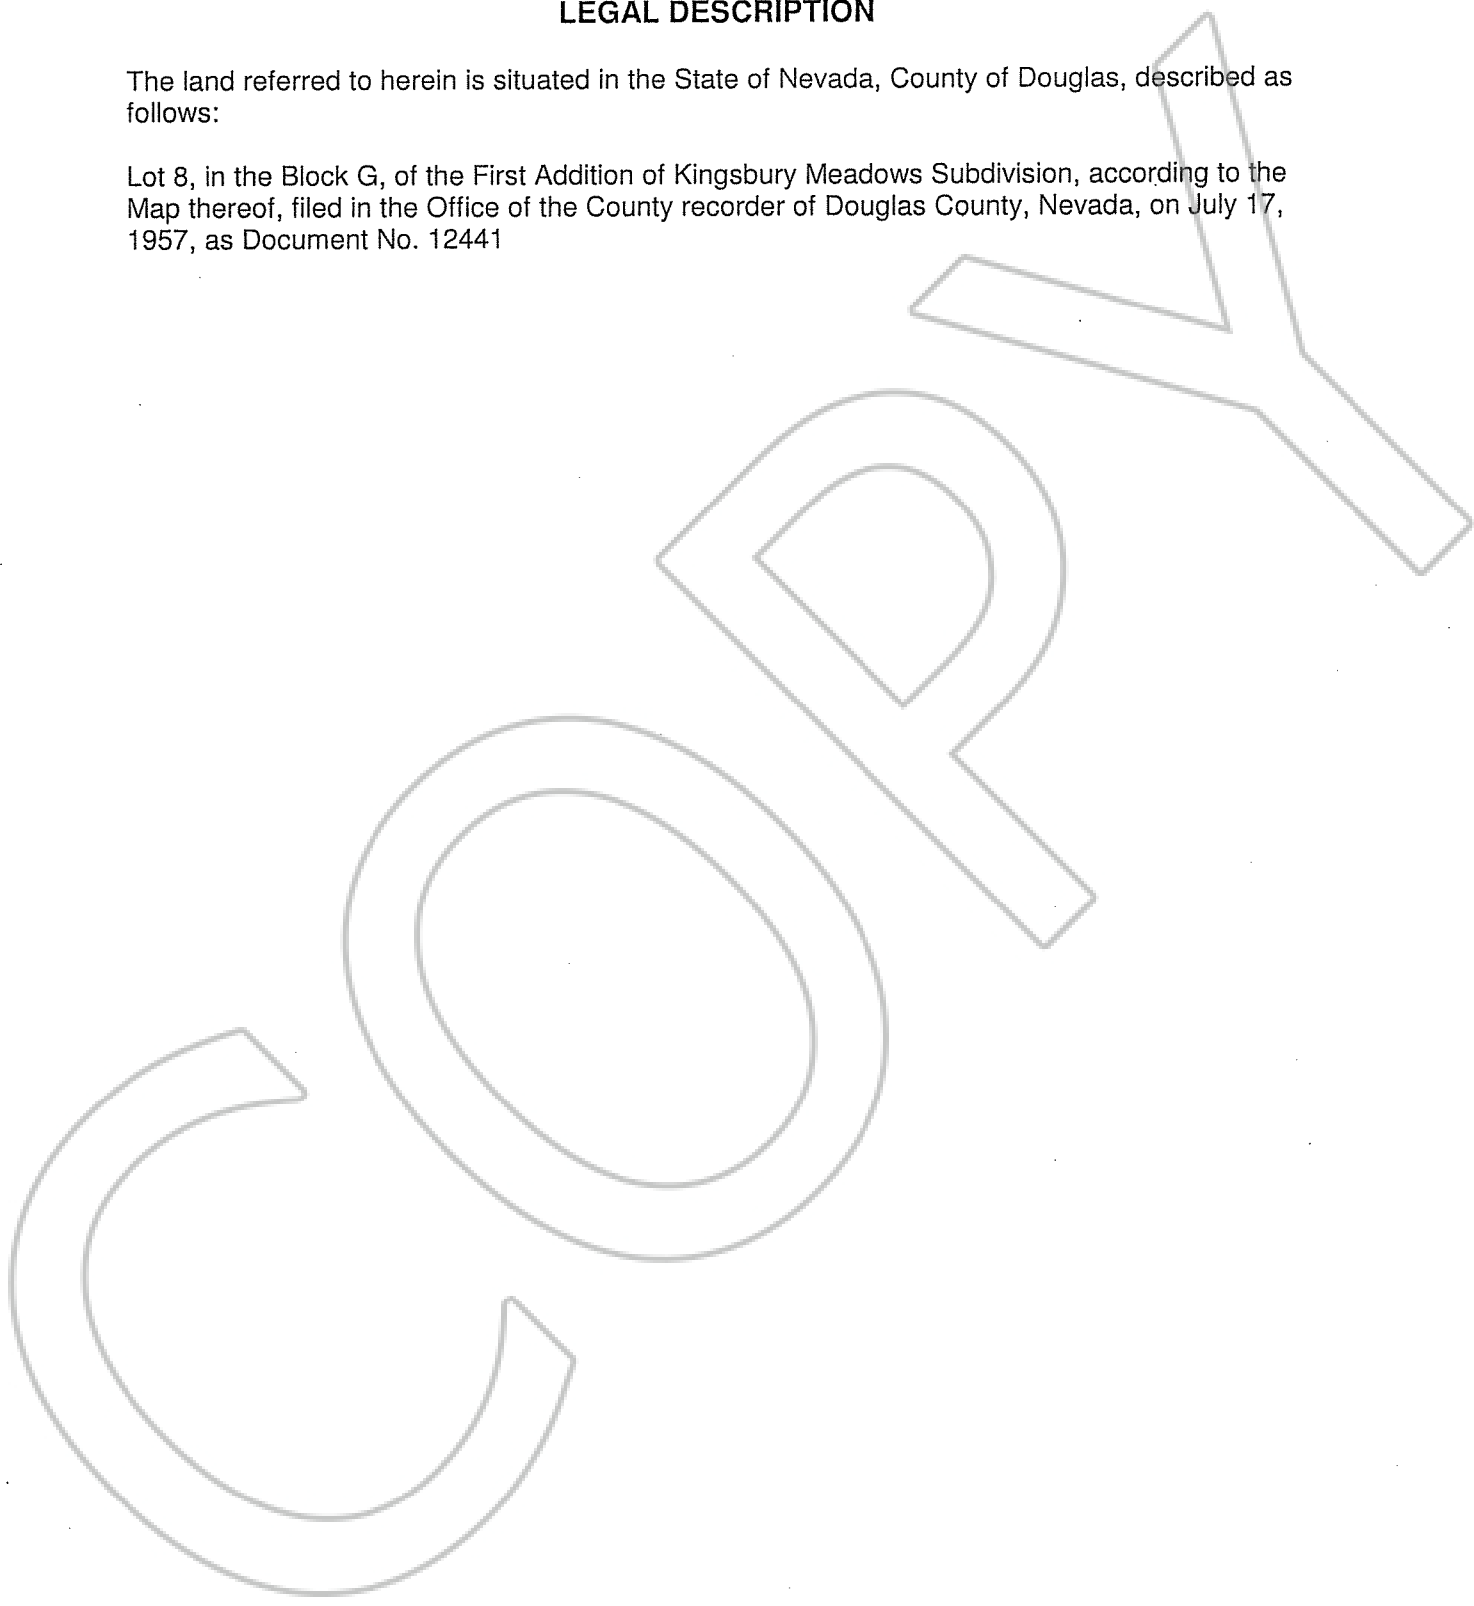 LEGAL DESCRIPTION
The land referred to herein is situated in the State of Nevada, County of Douglas, described as
follows:
Lot 8, in the Block G, of the First Addition of Kingsbury Meadows Subdivision, according to the
Map thereof, filed in the Office of the County recorder of Douglas County, Nevada, on July 17,
1957, as Document No. 12441
COPY